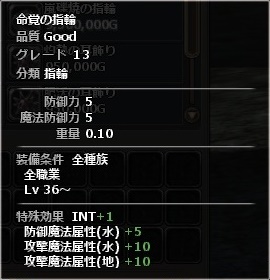 命覚の指輪
品質 Good
グレード 13
分類 指輪
防御力 5
魔法防御力 5
重量 0.10
装備条件 全種族
全職業
Lv 36～
特殊効果 INT+1
防御魔法属性(水) +5
攻撃魔法属性(水) +10
攻撃魔法属性(地) +10